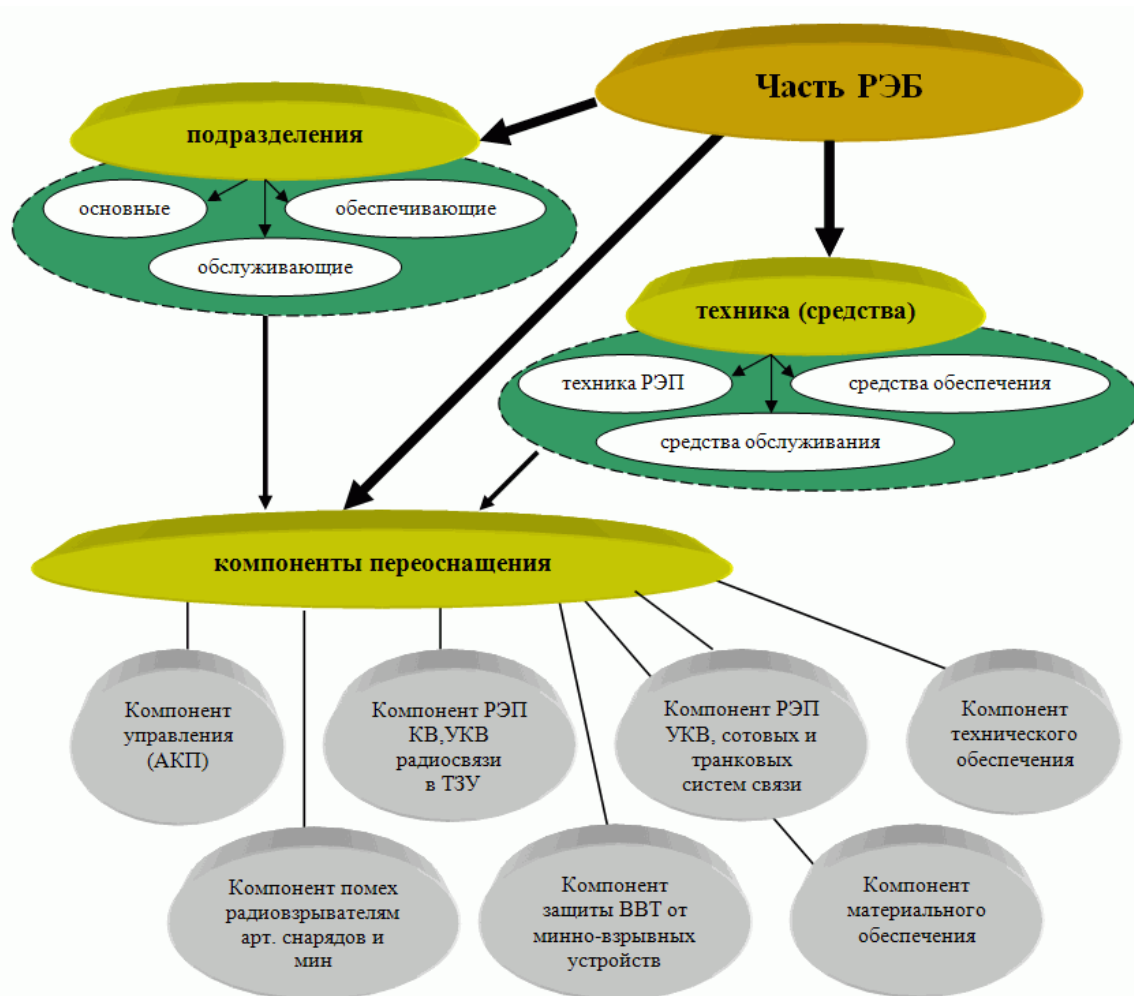 Часть РЭБ
подразделения
основные
обеспечивающие
обслуживающие
техника (средства)
техника РЭП
средства обеспечения
средства обслуживания
компоненты переоснащения
Компонент
управления
(АКП)
Компонент РЭП
КВ,УКВ
радиосвязи
в ТЗУ
Компонент РЭП
УКВ, сотовых и
транковых
систем связи
Компонент
технического
обеспечения
Компонент помех
радиовзрывателям
арт. снарядов и
мин
Компонент
защиты ВВТ от
минно-взрывных
устройств
Компонент
материального
обеспечения